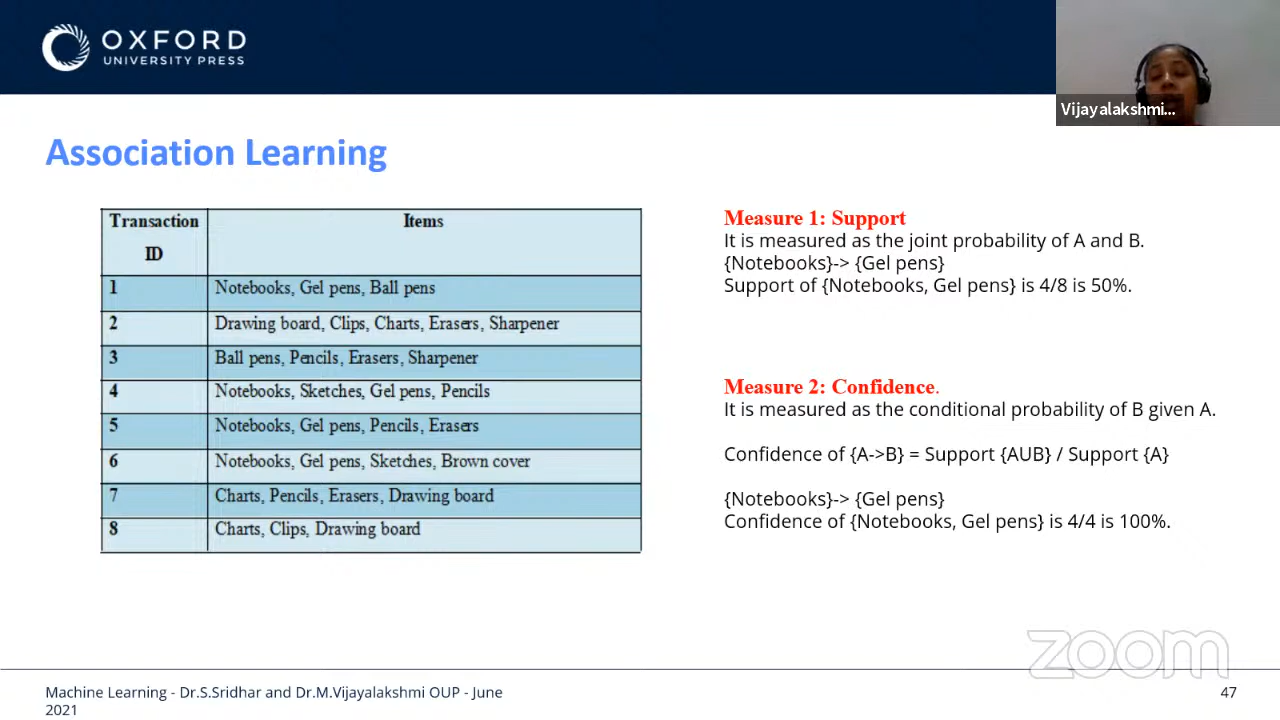 OXFORD
UNIVERSITY PRESS
Vijayalakshmi...
Association Learning
Transaction ID Items
1 Notebooks, Gel pens, Ball pens
2 Drawing board, Clips, Charts, Erasers, Sharpener
3 Ball pens, Pencils, Erasers, Sharpener
4 Notebooks, Sketches, Gel pens, Pencils
5 Notebooks, Gel pens, Pencils, Erasers
6 Notebooks, Gel pens, Sketches, Brown cover
7 Charts, Pencils, Erasers, Drawing board
8 Charts, Clips, Drawing board
Measure 1: Support
It is measured as the joint probability of A and B.
{Notebooks}-> {Gel pens}
Support of {Notebooks, Gel pens} is 4/8 is 50%.
Measure 2: Confidence.
It is measured as the conditional probability of B given A.
Confidence of {A->B} = Support {AUB} / Support {A}
{Notebooks}-> {Gel pens}
Confidence of {Notebooks, Gel pens} is 4/4 is 100%.
zoom
Machine Learning - Dr.S.Sridhar and Dr.M.Vijayalakshmi OUP - June
2021
47